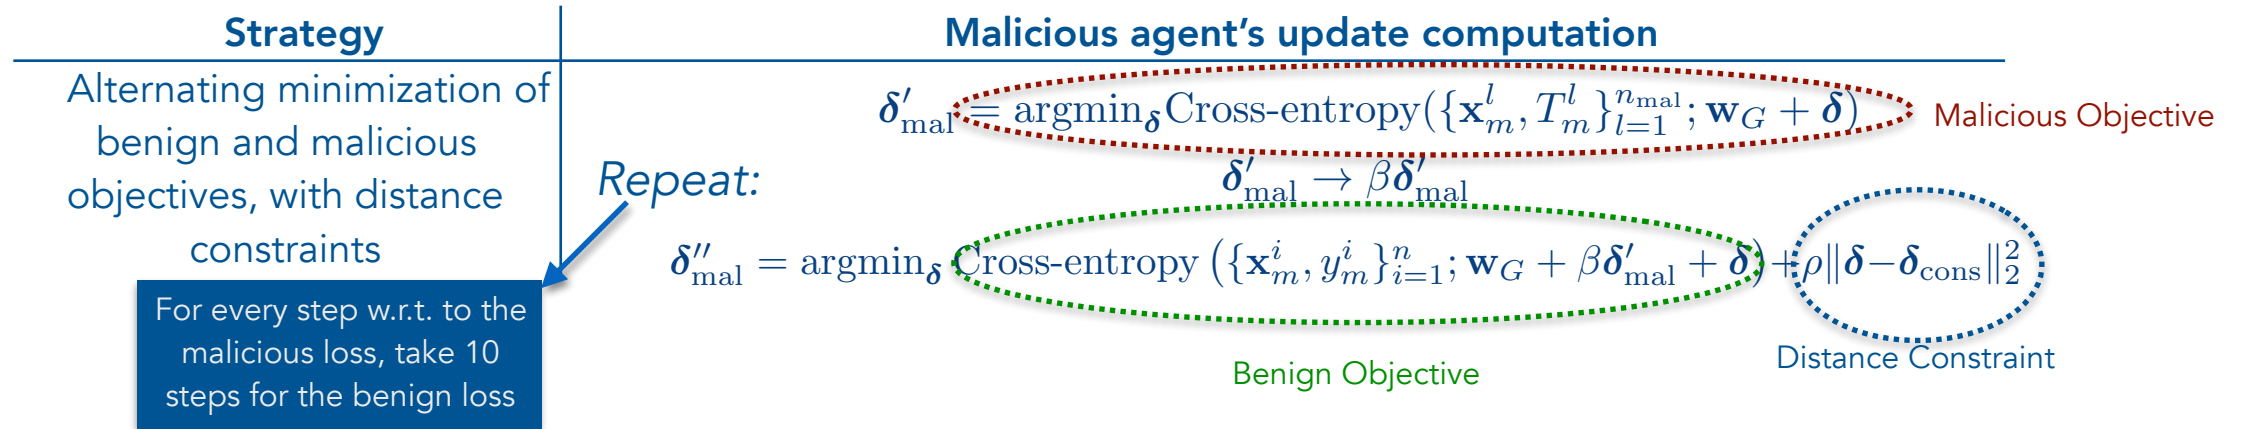 Strategy
Malicious agent's update computation
Alternating minimization of
benign and malicious
objectives, with distance
constraints
For every step w.r.t. to the
malicious loss, take 10
steps for the benign loss
Repeat:
δ′_mal = argmin_δ Cross-entropy({x^l_m, T^l_m}^{n_mal}_{l=1}; w_G + δ)
Malicious Objective
δ′_mal → βδ′_mal
δ″_mal = argmin_δ Cross-entropy ({x^i_m, y^i_m}^n_{i=1}; w_G + βδ′_mal + δ) + ρ‖δ−δ_cons‖^2_2
Benign Objective
Distance Constraint